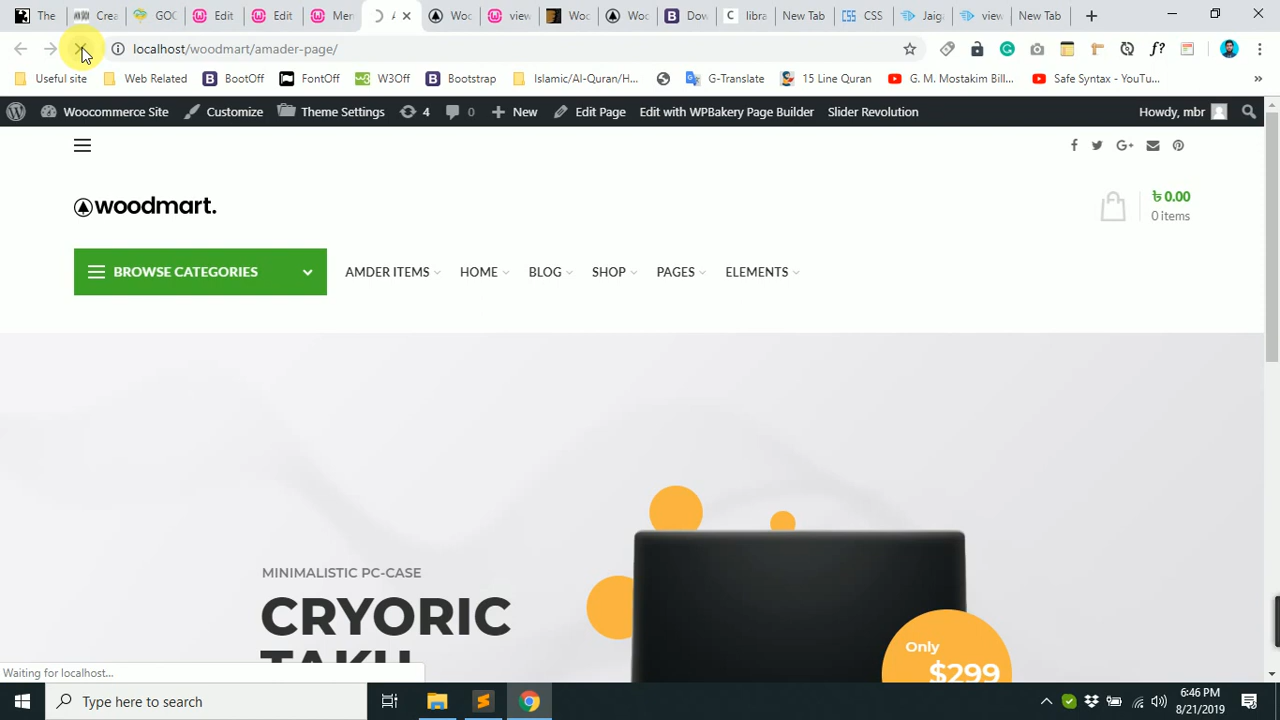 The
Crea
GOC
Edit
Edit
Men
A
Woc
view
Woo
Woo
Dow
libra
New Tab
CSS
Jaig
view
New Tab
localhost/woodmart/amader-page/
Useful site
Web Related
BootOff
FontOff
W3Off
Bootstrap
Islamic/Al-Quran/H...
G-Translate
15 Line Quran
G. M. Mostakim Bill...
Safe Syntax - YouTu...
»
Woocommerce Site
Customize
Theme Settings
4
0
New
Edit Page
Edit with WPBakery Page Builder
Slider Revolution
Howdy, mbr
woodmart.
৳ 0.00
0 items
BROWSE CATEGORIES
AMDER ITEMS
HOME
BLOG
SHOP
PAGES
ELEMENTS
MINIMALISTIC PC-CASE
CRYORIC
TAKU
Only
$299
Waiting for localhost...
Type here to search
6:46 PM
8/21/2019